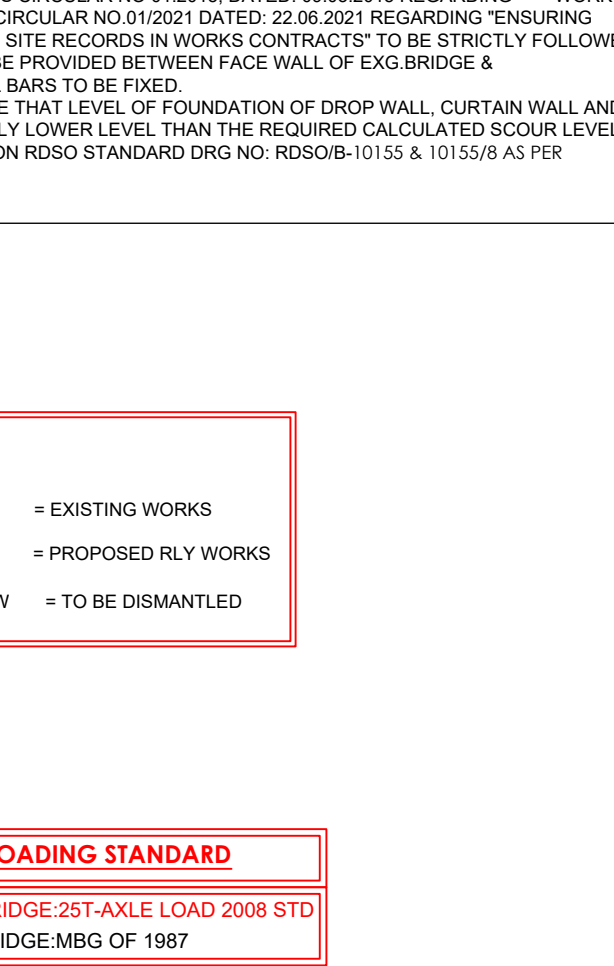 CIRCULAR NO.01/2021 DATED: 22.06.2021 REGARDING "ENSURING
SITE RECORDS IN WORKS CONTRACTS" TO BE STRICTLY FOLLOWE
BE PROVIDED BETWEEN FACE WALL OF EXG.BRIDGE &
BARS TO BE FIXED.
E THAT LEVEL OF FOUNDATION OF DROP WALL, CURTAIN WALL AND
LY LOWER LEVEL THAN THE REQUIRED CALCULATED SCOUR LEVEL
ON RDSO STANDARD DRG NO: RDSO/B-10155 & 10155/8 AS PER
= EXISTING WORKS
= PROPOSED RLY WORKS
W = TO BE DISMANTLED
OADING STANDARD
RIDGE:25T-AXLE LOAD 2008 STD
IDGE:MBG OF 1987